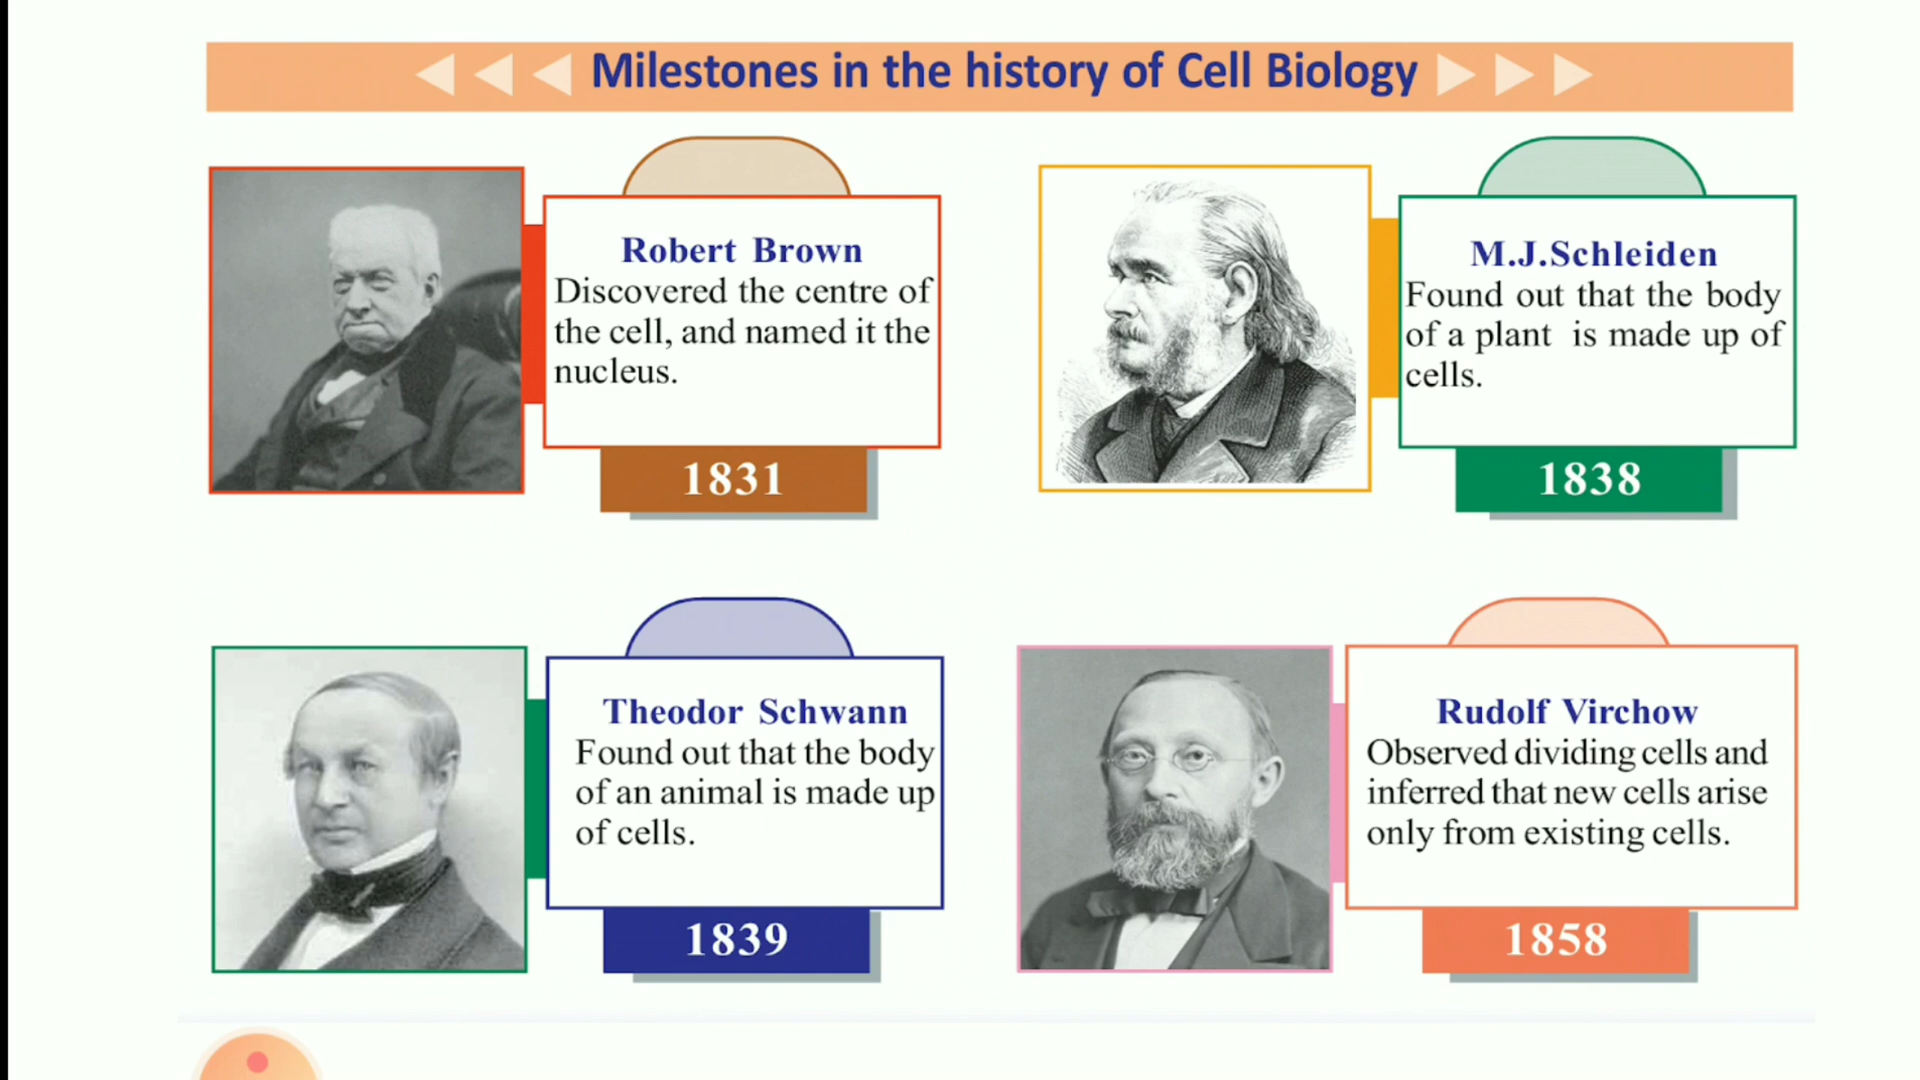 Milestones in the history of Cell Biology
Robert Brown
Discovered the centre of
the cell, and named it the
nucleus.
1831
M.J.Schleiden
Found out that the body
of a plant is made up of
cells.
1838
Theodor Schwann
Found out that the body
of an animal is made up
of cells.
1839
Rudolf Virchow
Observed dividing cells and
inferred that new cells arise
only from existing cells.
1858